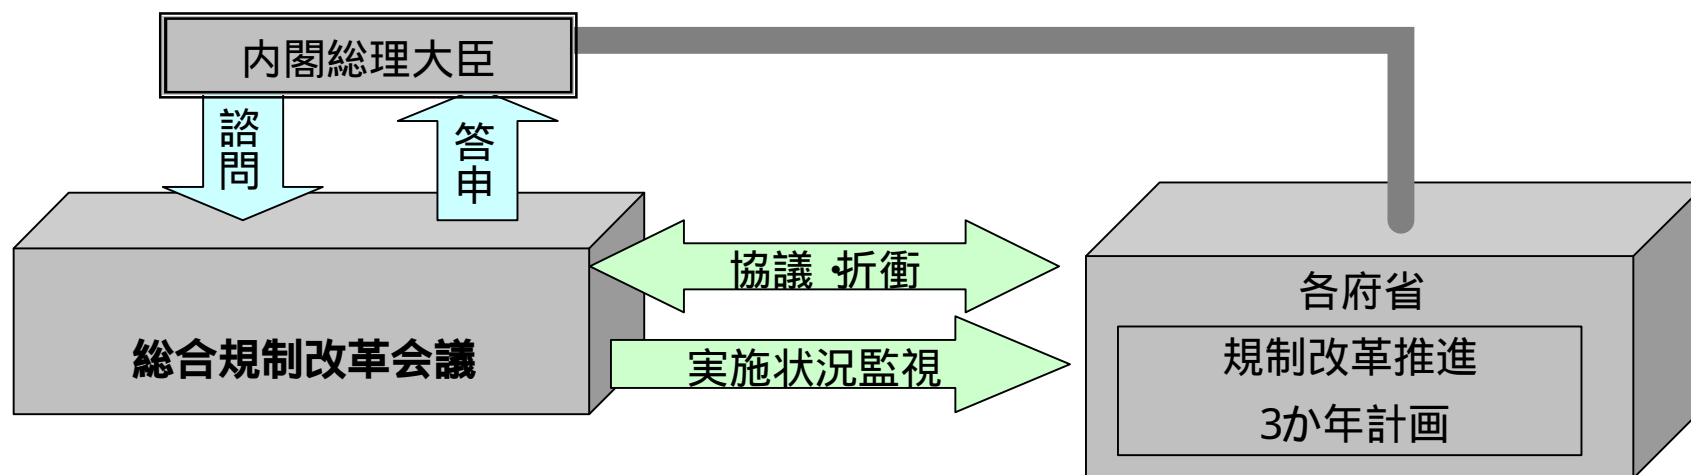 内閣総理大臣
諮問
答申
協議・折衝
各府省
総合規制改革会議
実施状況監視
規制改革推進
3か年計画